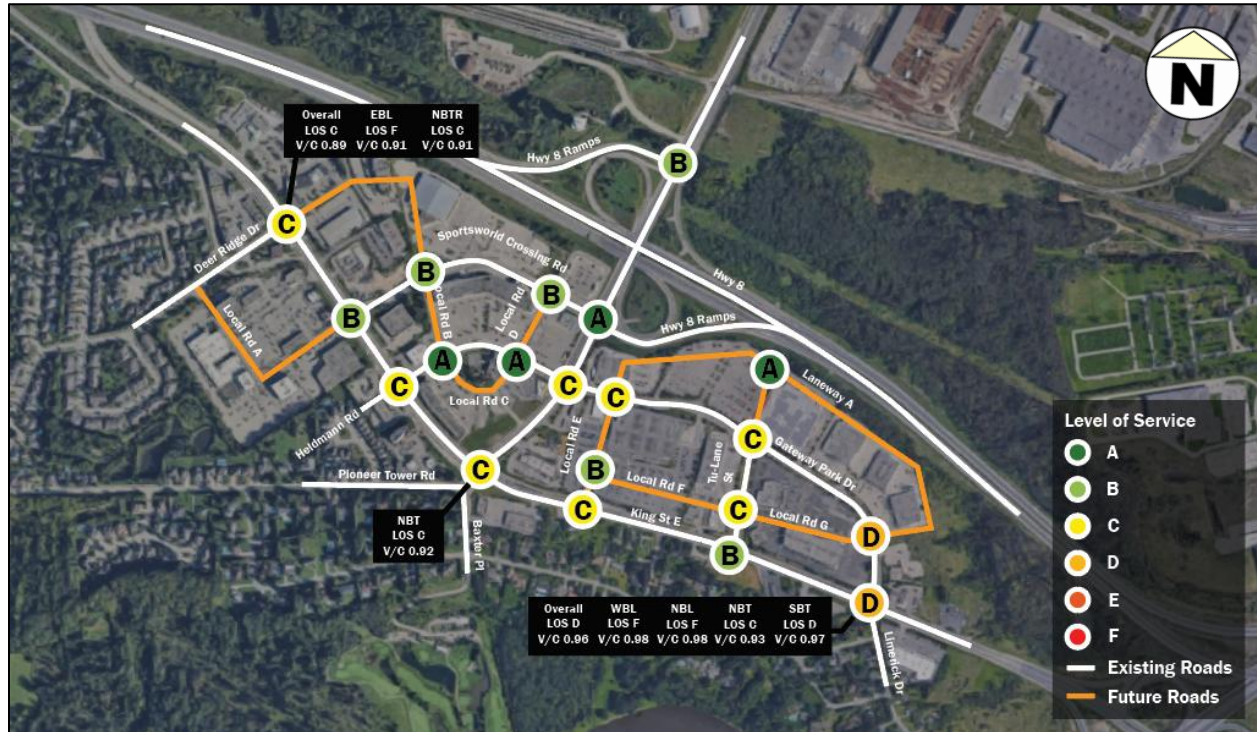 N
Overall EBL NBTR
LOS C LOS F LOS C
V/C 0.89 V/C 0.91 V/C 0.91
Hwy 8 Ramps
B
C
Deer Ridge Dr
Sportsworld Crossing Rd
Hwy 8
B
Local Rd B
Local Rd D
B
A
Hwy 8 Ramps
Local Rd A
B
A
A
Local Rd C
C
Heldmann Rd
C
C
A
Laneway A
Local Rd E
C
Gateway Park Dr
Tu-Lane
St
Pioneer Tower Rd
C
B
Local Rd F
C
King St E
C
Local Rd G
D
Baxter Pl
NBT
LOS C
V/C 0.92
B
D
Limerick Dr
Overall WBL NBL NBT SBT
LOS D LOS F LOS F LOS C LOS D
V/C 0.96 V/C 0.98 V/C 0.98 V/C 0.93 V/C 0.97
Level of Service
A A
B B
C C
D D
E E
F F
Existing Roads
Future Roads